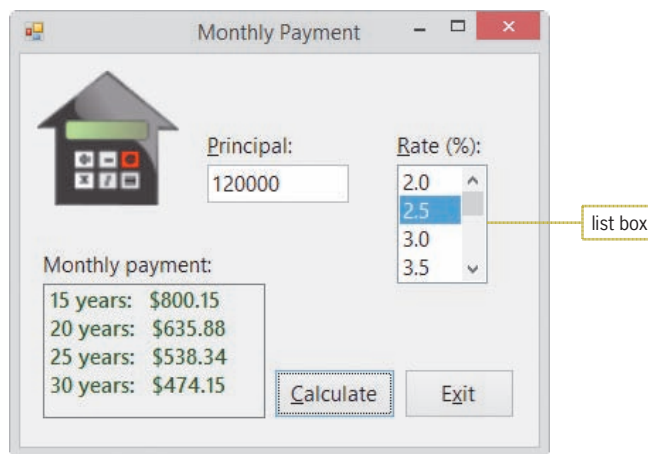 Monthly Payment
Principal:
120000
Rate (%):
2.0
2.5
3.0
3.5
list box
Monthly payment:
15 years: $800.15
20 years: $635.88
25 years: $538.34
30 years: $474.15
Calculate
Exit